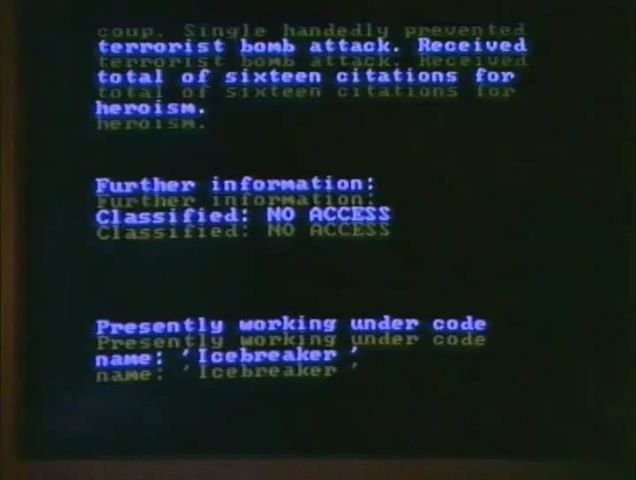 coup. Single handedly prevented
terrorist bomb attack. Received
total of sixteen citations for
heroism.
Further information:
Classified: NO ACCESS
Presently working under code
name: 'Icebreaker '